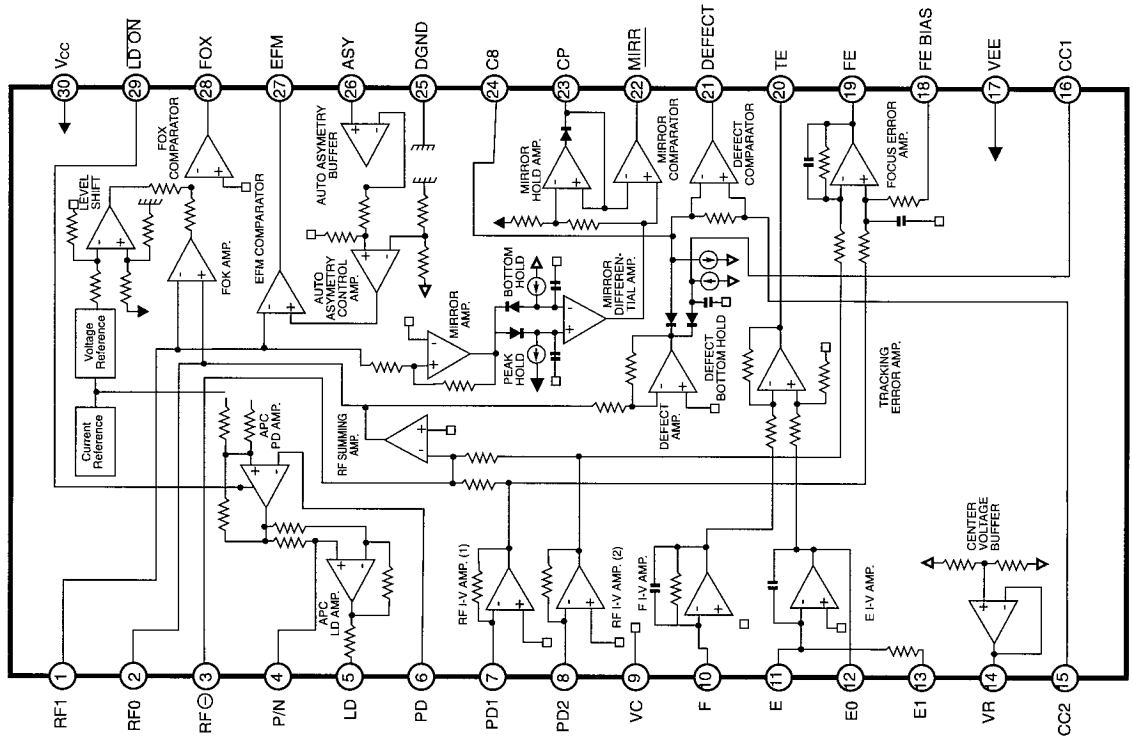 Vcc
LD ON
FOX
EFM
ASY
DGND
C8
CP
MIRR
DEFECT
TE
FE
FE BIAS
VEE
CC1
30
29
28
27
26
25
24
23
22
21
20
19
18
17
16
LEVEL
SHIFT
FOX
COMPARATOR
FOK AMP.
EFM COMPARATOR
AUTO ASYMETRY
BUFFER
AUTO
ASYMETRY
CONTROL
AMP.
MIRROR
HOLD AMP.
MIRROR
COMPARATOR
DEFECT
COMPARATOR
FOCUS ERROR
AMP.
Voltage
Reference
Current
Reference
MIRROR
AMP.
BOTTOM
HOLD
PEAK
HOLD
MIRROR
DIFFEREN-
TIAL AMP.
DEFECT
AMP.
DEFECT
BOTTOM HOLD
TRACKING
ERROR AMP.
APC
PD AMP.
RF SUMMING
AMP.
APC
LD AMP.
RF I-V AMP. (1)
RF I-V AMP. (2)
F I-V AMP.
E I-V AMP.
CENTER
VOLTAGE
BUFFER
1
2
3
4
5
6
7
8
9
10
11
12
13
14
15
RF1
RF0
RF⊖
P/N
LD
PD
PD1
PD2
VC
F
E
E0
E1
VR
CC2